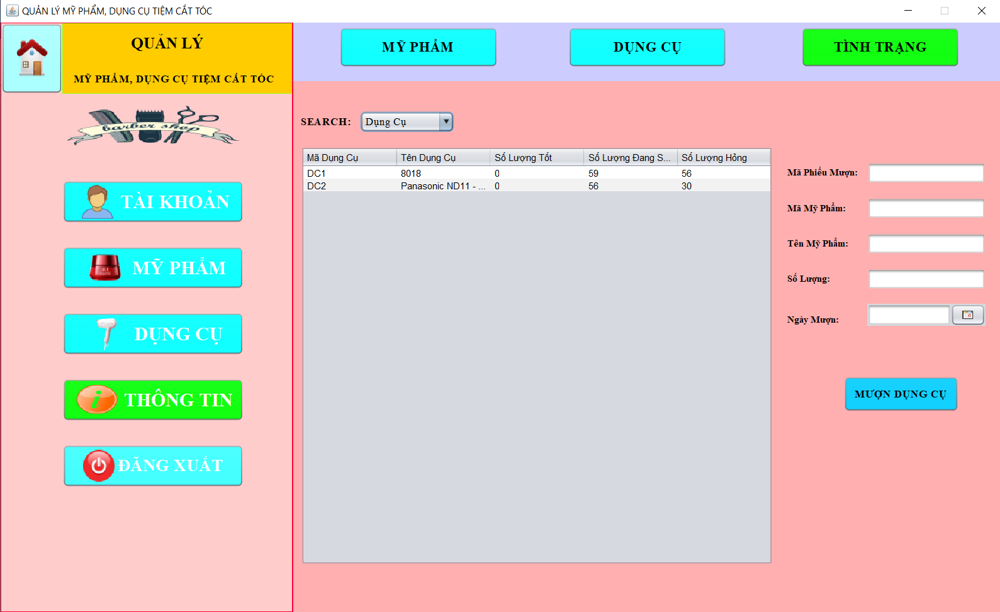 QUẢN LÝ MỸ PHẨM, DỤNG CỤ TIỆM CẮT TÓC
QUẢN LÝ
MỸ PHẨM, DỤNG CỤ TIỆM CẮT TÓC
barber shop
TÀI KHOẢN
MỸ PHẨM
DỤNG CỤ
THÔNG TIN
ĐĂNG XUẤT
MỸ PHẨM DỤNG CỤ TÌNH TRẠNG
SEARCH: Dụng Cụ
Mã Dụng Cụ Tên Dụng Cụ Số Lượng Tốt Số Lượng Đang S... Số Lượng Hỏng
DC1 8018 0 59 56
DC2 Panasonic ND11 - ... 0 56 30
Mã Phiếu Mượn:
Mã Mỹ Phẩm:
Tên Mỹ Phẩm:
Số Lượng:
Ngày Mượn:
MƯỢN DỤNG CỤ